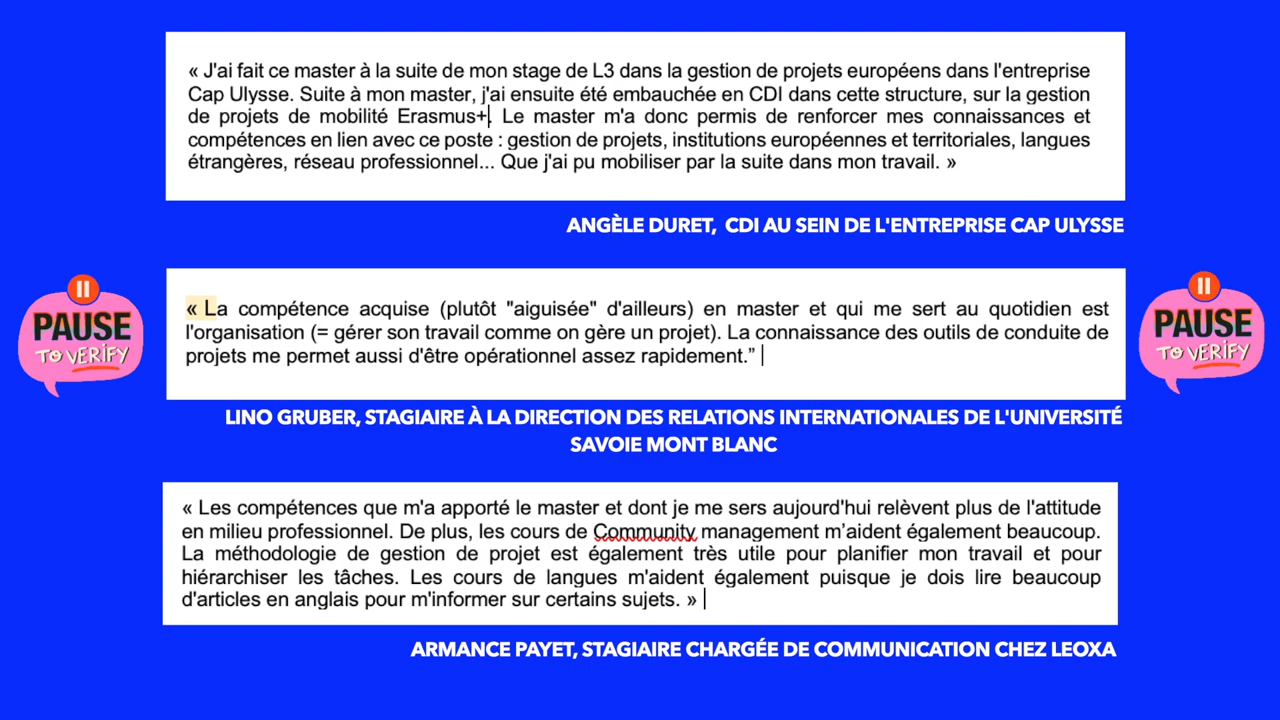 « J'ai fait ce master à la suite de mon stage de L3 dans la gestion de projets européens dans l'entreprise
Cap Ulysse. Suite à mon master, j'ai ensuite été embauchée en CDI dans cette structure, sur la gestion
de projets de mobilité Erasmus+. Le master m'a donc permis de renforcer mes connaissances et
compétences en lien avec ce poste : gestion de projets, institutions européennes et territoriales, langues
étrangères, réseau professionnel... Que j'ai pu mobiliser par la suite dans mon travail. »
ANGÈLE DURET, CDI AU SEIN DE L'ENTREPRISE CAP ULYSSE
PAUSE
TO VERIFY
« La compétence acquise (plutôt "aiguisée" d'ailleurs) en master et qui me sert au quotidien est
l'organisation (= gérer son travail comme on gère un projet). La connaissance des outils de conduite de
projets me permet aussi d'être opérationnel assez rapidement.”
PAUSE
TO VERIFY
LINO GRUBER, STAGIAIRE À LA DIRECTION DES RELATIONS INTERNATIONALES DE L'UNIVERSITÉ
SAVOIE MONT BLANC
« Les compétences que m'a apporté le master et dont je me sers aujourd'hui relèvent plus de l'attitude
en milieu professionnel. De plus, les cours de Community management m’aident également beaucoup.
La méthodologie de gestion de projet est également très utile pour planifier mon travail et pour
hiérarchiser les tâches. Les cours de langues m'aident également puisque je dois lire beaucoup
d'articles en anglais pour m'informer sur certains sujets. »
ARMANCE PAYET, STAGIAIRE CHARGÉE DE COMMUNICATION CHEZ LEOXA